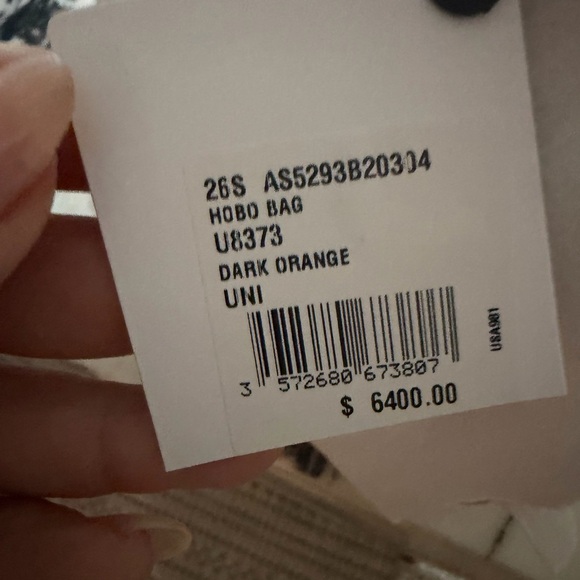 26S AS5293B20304
HOBO BAG
U8373
DARK ORANGE
UNI
USA981
3 572680 673807
$ 6400.00